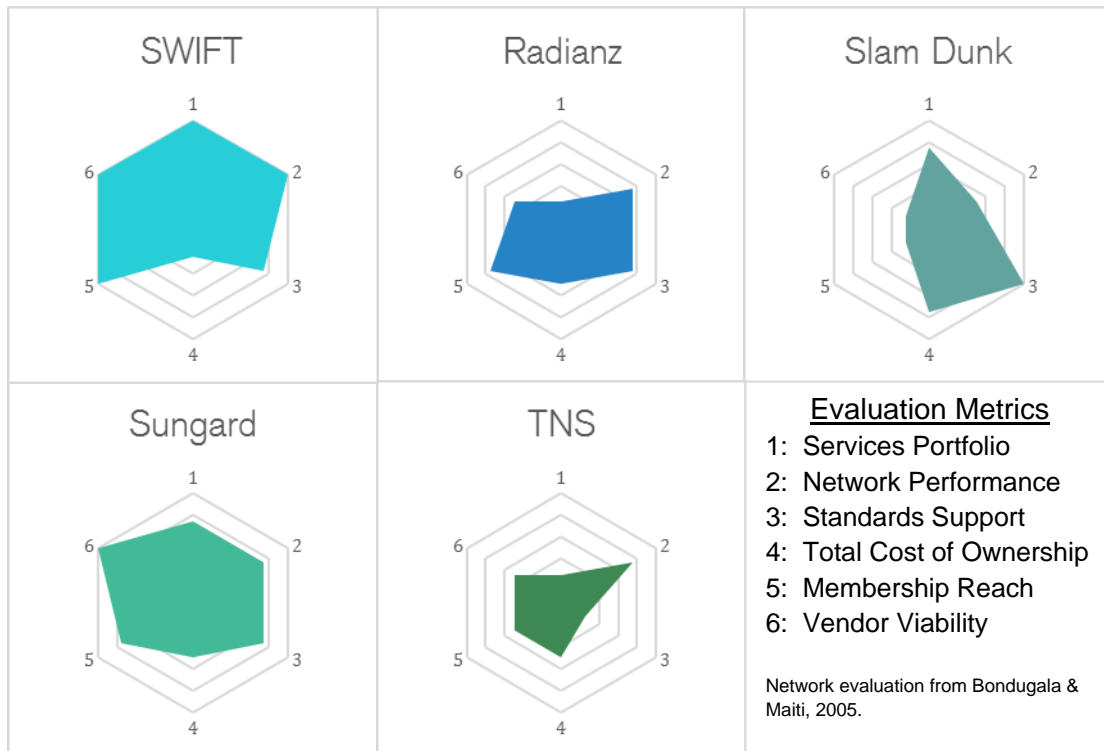 SWIFT
1
2
3
4
5
6
Radianz
1
2
3
4
5
6
Slam Dunk
1
2
3
4
5
6
Sungard
1
2
3
4
5
6
TNS
1
2
3
4
5
6
Evaluation Metrics
1: Services Portfolio
2: Network Performance
3: Standards Support
4: Total Cost of Ownership
5: Membership Reach
6: Vendor Viability
Network evaluation from Bondugala &
Maiti, 2005.